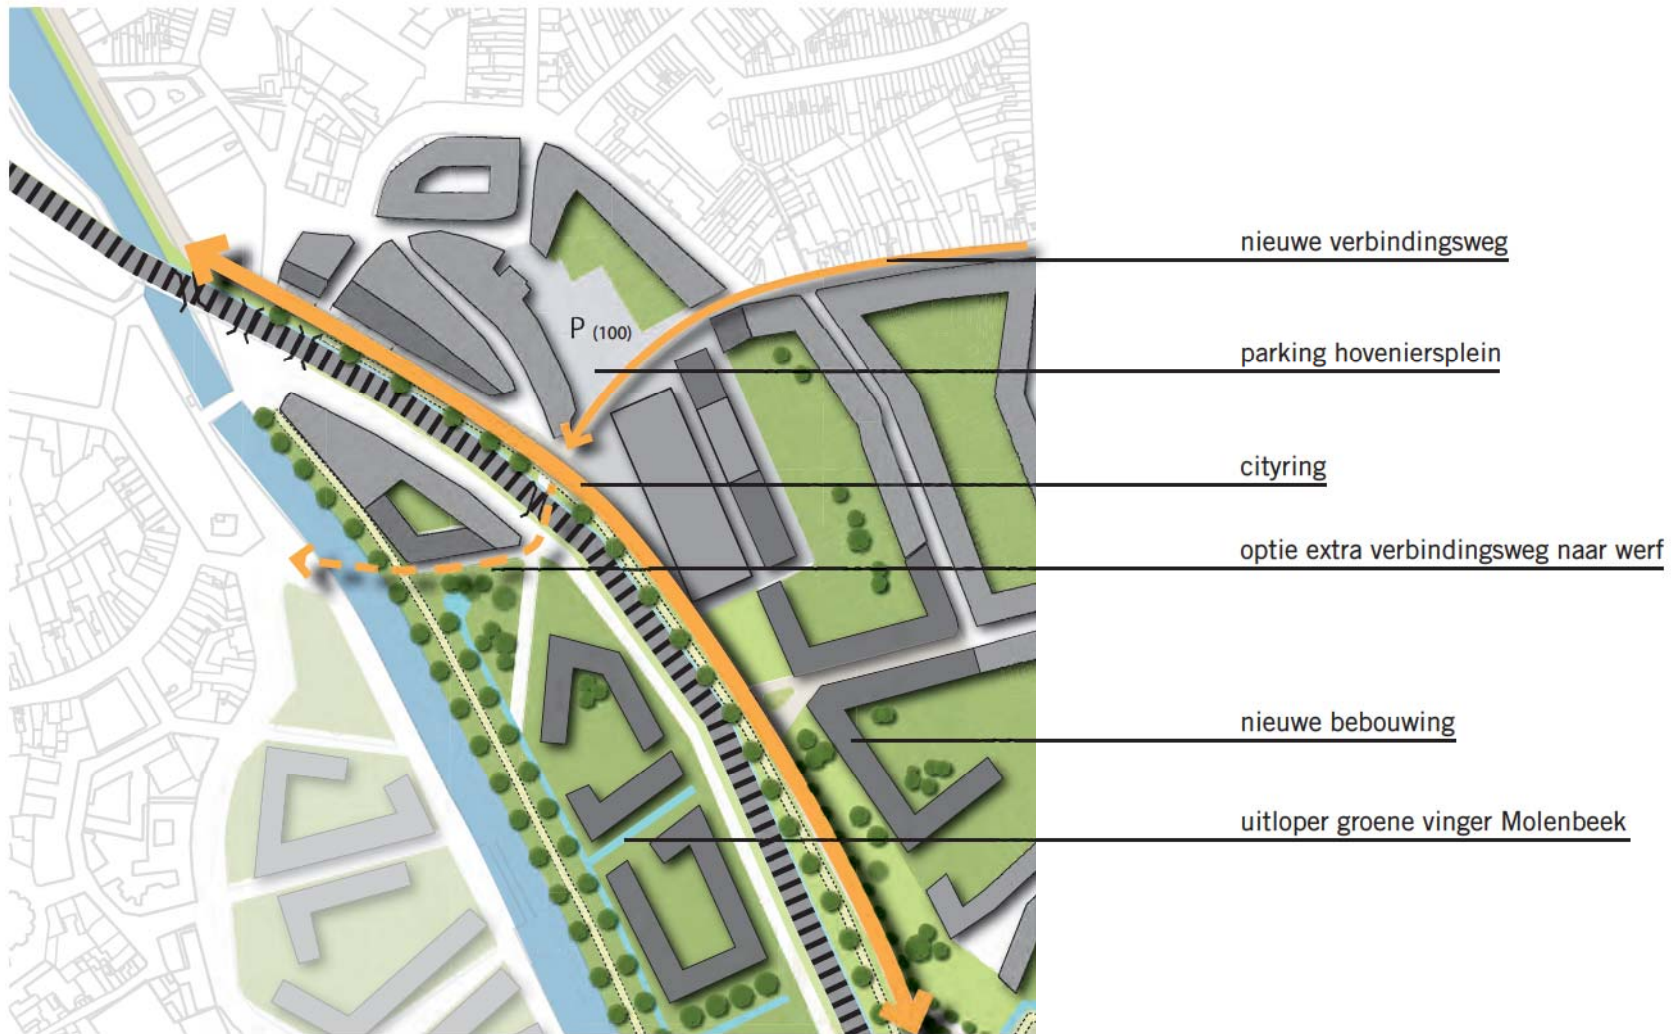 nieuwe verbindingsweg
P (100)
parking hoveniersplein
cityring
optie extra verbindingsweg naar werf
nieuwe bebouwing
uitloper groene vinger Molenbeek